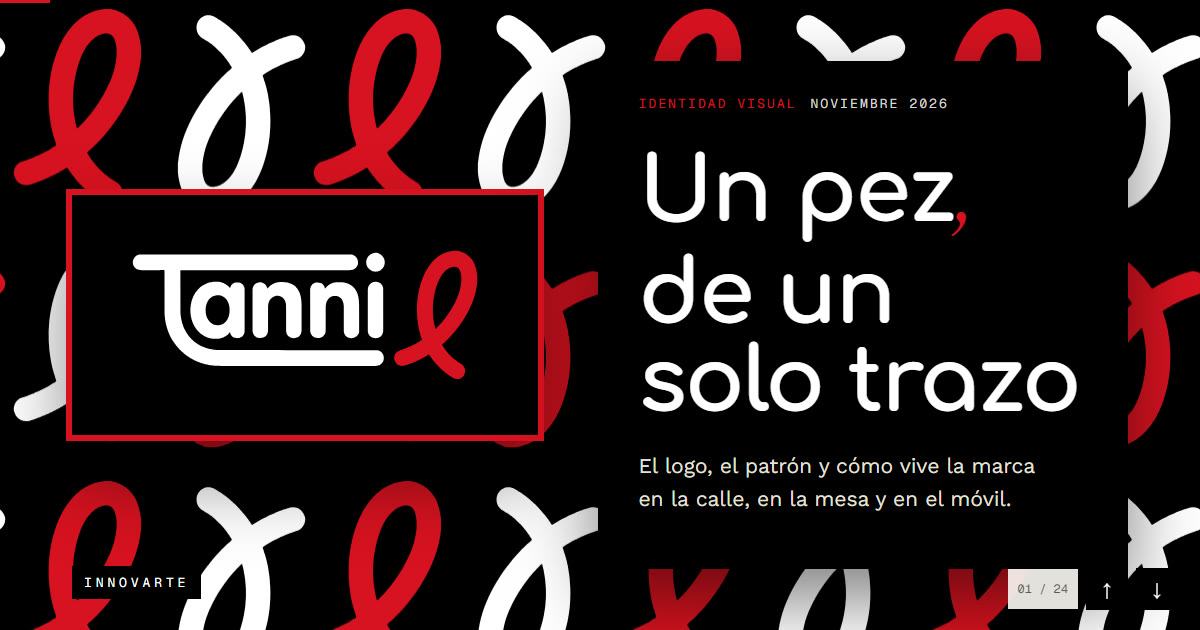 IDENTIDAD VISUAL NOVIEMBRE 2026
Tanni
Un pez,
de un
solo trazo
El logo, el patrón y cómo vive la marca
en la calle, en la mesa y en el móvil.
INNOVARTE
01 / 24 ↑ ↓